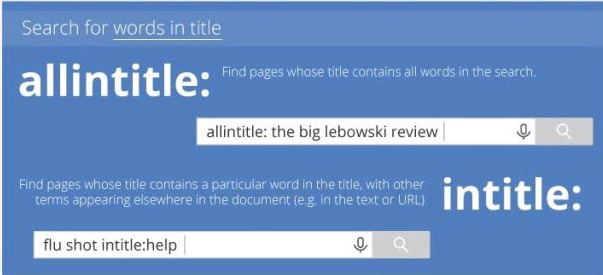 Search for words in title
allintitle: Find pages whose title contains all words in the search.
allintitle: the big lebowski review
Find pages whose title contains a particular word in the title, with other
terms appearing elsewhere in the document (e.g. in the text or URL)
intitle:
flu shot intitle:help